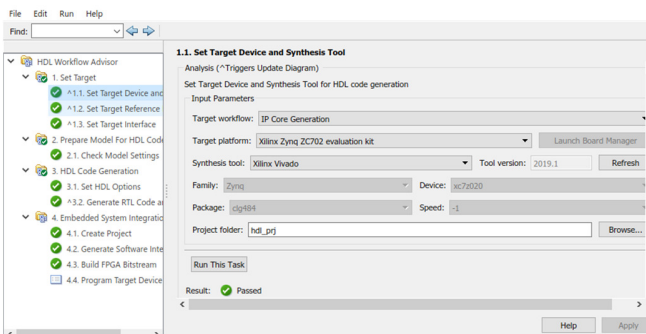 File Edit Run Help
Find:
HDL Workflow Advisor
1. Set Target
^1.1. Set Target Device and
^1.2. Set Target Reference
^1.3. Set Target Interface
2. Prepare Model For HDL Code
2.1. Check Model Settings
3. HDL Code Generation
3.1. Set HDL Options
^3.2. Generate RTL Code a
4. Embedded System Integratio
4.1. Create Project
4.2. Generate Software Inte
4.3. Build FPGA Bitstream
4.4. Program Target Device
1.1. Set Target Device and Synthesis Tool
Analysis (^Triggers Update Diagram)
Set Target Device and Synthesis Tool for HDL code generation
Input Parameters
Target workflow: IP Core Generation
Target platform: Xilinx Zynq ZC702 evaluation kit Launch Board Manager
Synthesis tool: Xilinx Vivado Tool version: 2019.1 Refresh
Family: Zynq Device: xc7z020
Package: clg484 Speed: -1
Project folder: hdl_prj Browse...
Run This Task
Result: Passed
Help Apply